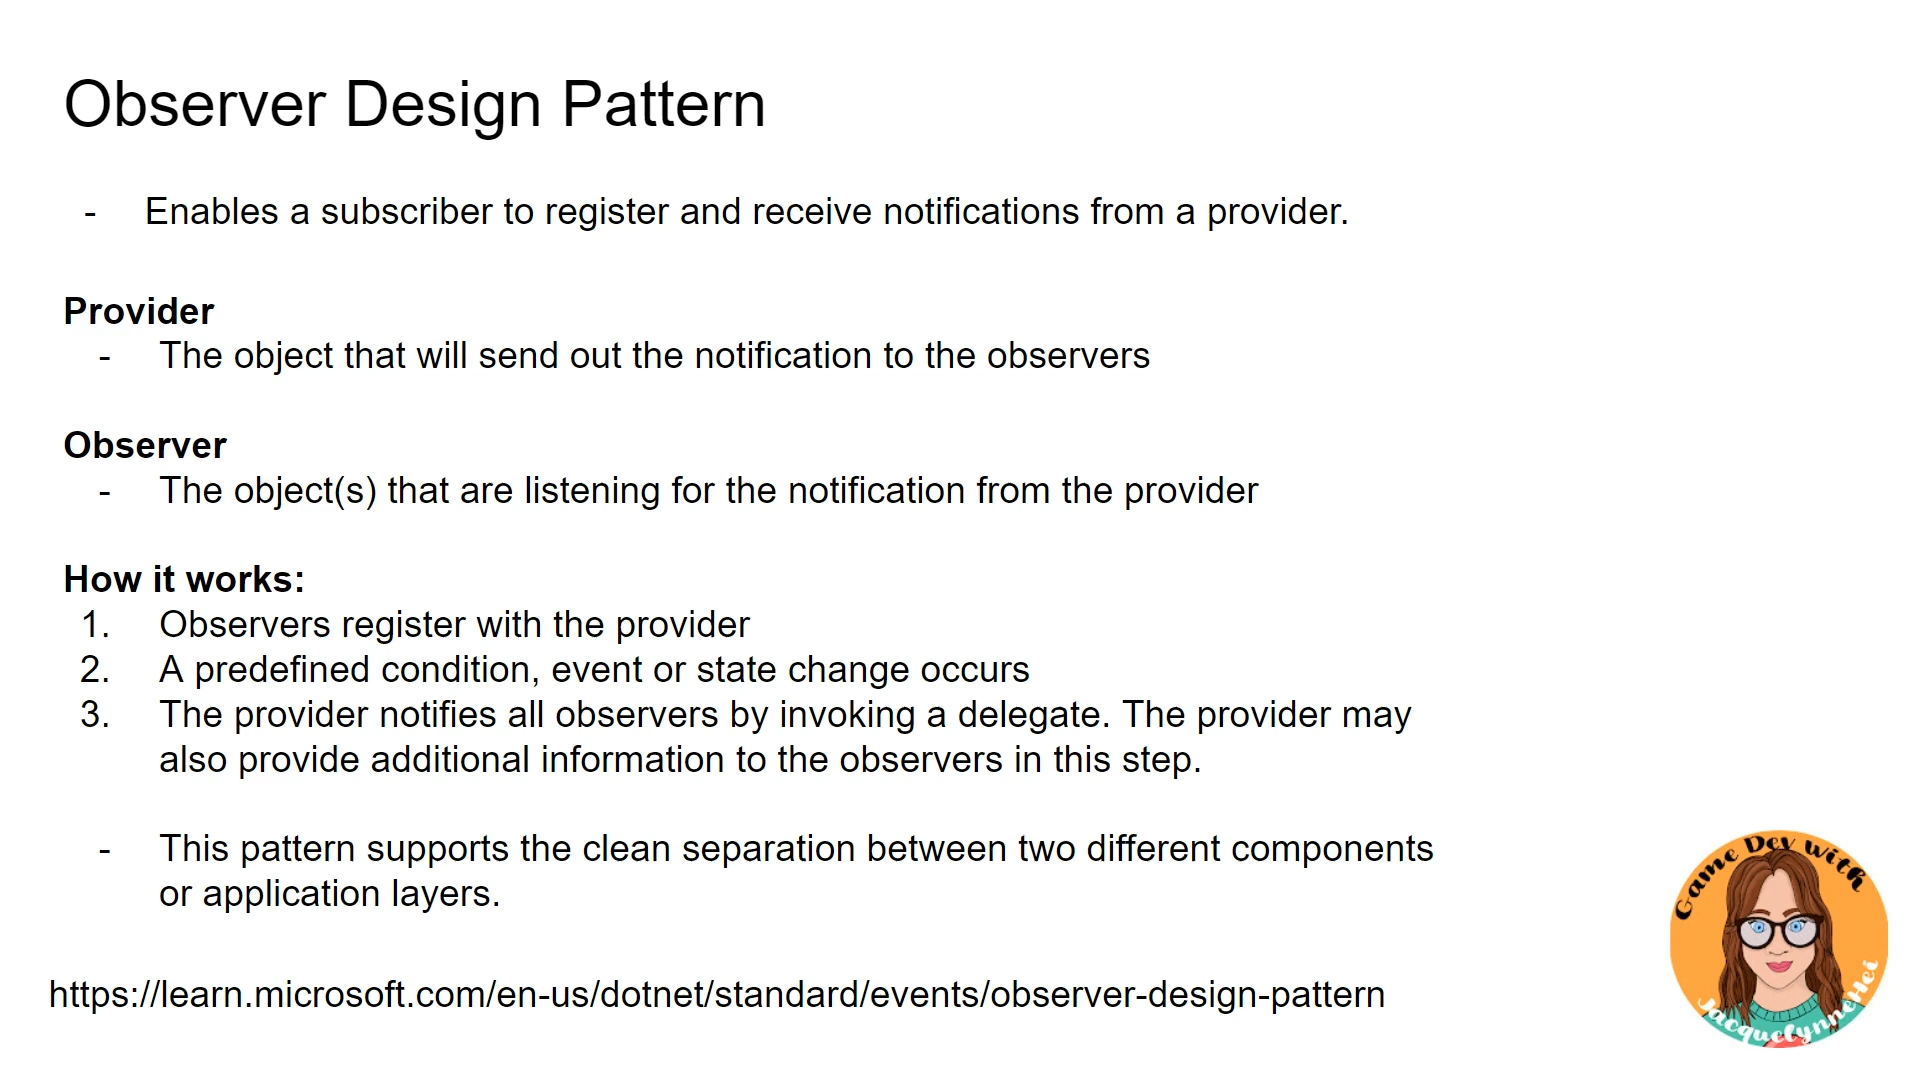 Observer Design Pattern
- Enables a subscriber to register and receive notifications from a provider.
Provider
- The object that will send out the notification to the observers
Observer
- The object(s) that are listening for the notification from the provider
How it works:
1. Observers register with the provider
2. A predefined condition, event or state change occurs
3. The provider notifies all observers by invoking a delegate. The provider may
also provide additional information to the observers in this step.
- This pattern supports the clean separation between two different components
or application layers.
https://learn.microsoft.com/en-us/dotnet/standard/events/observer-design-pattern
Game Dev with
JacquelynneHei